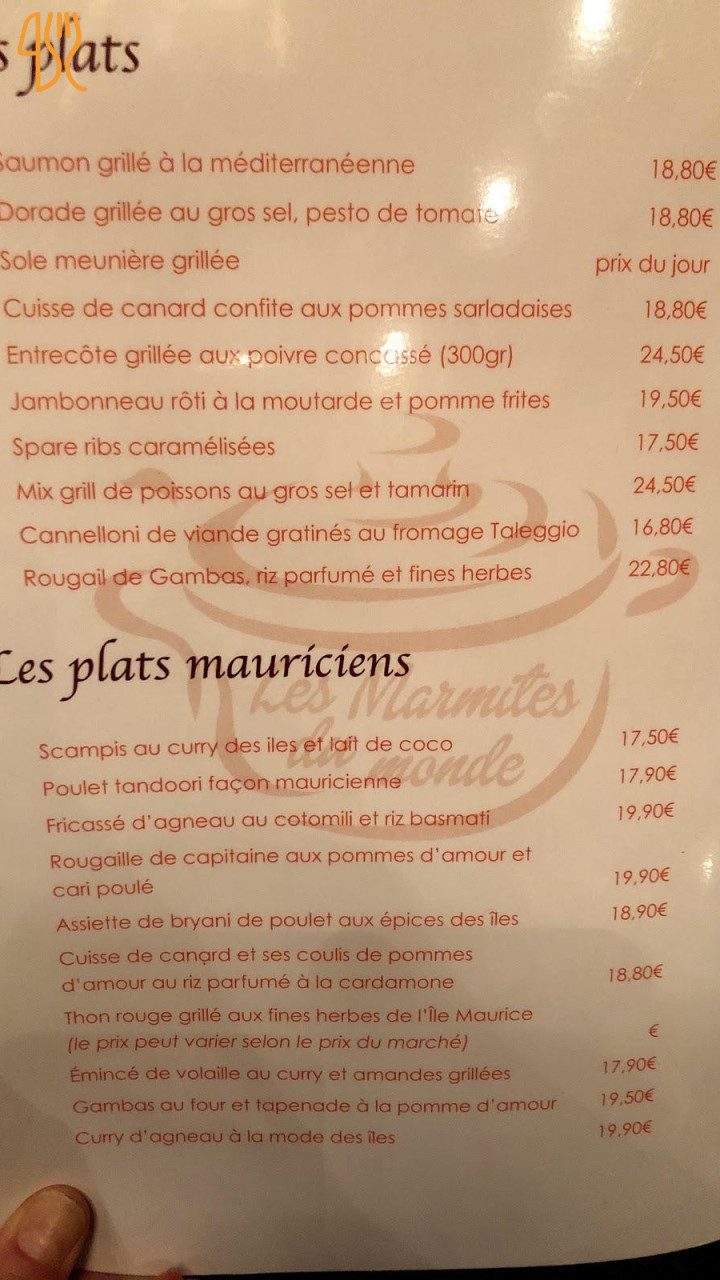 s plats
Saumon grillé à la méditerranéenne 18,80€
Dorade grillée au gros sel, pesto de tomate 18,80€
Sole meunière grillée prix du jour
Cuisse de canard confite aux pommes sarladaises 18,80€
Entrecôte grillée aux poivre concassé (300gr) 24,50€
Jambonneau rôti à la moutarde et pomme frites 19,50€
Spare ribs caramélisées 17,50€
Mix grill de poissons au gros sel et tamarin 24,50€
Cannelloni de viande gratinés au fromage Taleggio 16,80€
Rougail de Gambas, riz parfumé et fines herbes 22,80€
Les plats mauriciens
Les Marmites
du monde
Scampis au curry des iles et lait de coco 17,50€
Poulet tandoori façon mauricienne 17,90€
Fricassé d'agneau au cotomili et riz basmati 19,90€
Rougaille de capitaine aux pommes d'amour et
cari poulé 19,90€
Assiette de bryani de poulet aux épices des îles 18,90€
Cuisse de canard et ses coulis de pommes
d'amour au riz parfumé à la cardamone 18,80€
Thon rouge grillé aux fines herbes de l'Île Maurice
(le prix peut varier selon le prix du marché) €
Émincé de volaille au curry et amandes grillées 17,90€
Gambas au four et tapenade à la pomme d'amour 19,50€
Curry d'agneau à la mode des îles 19,90€